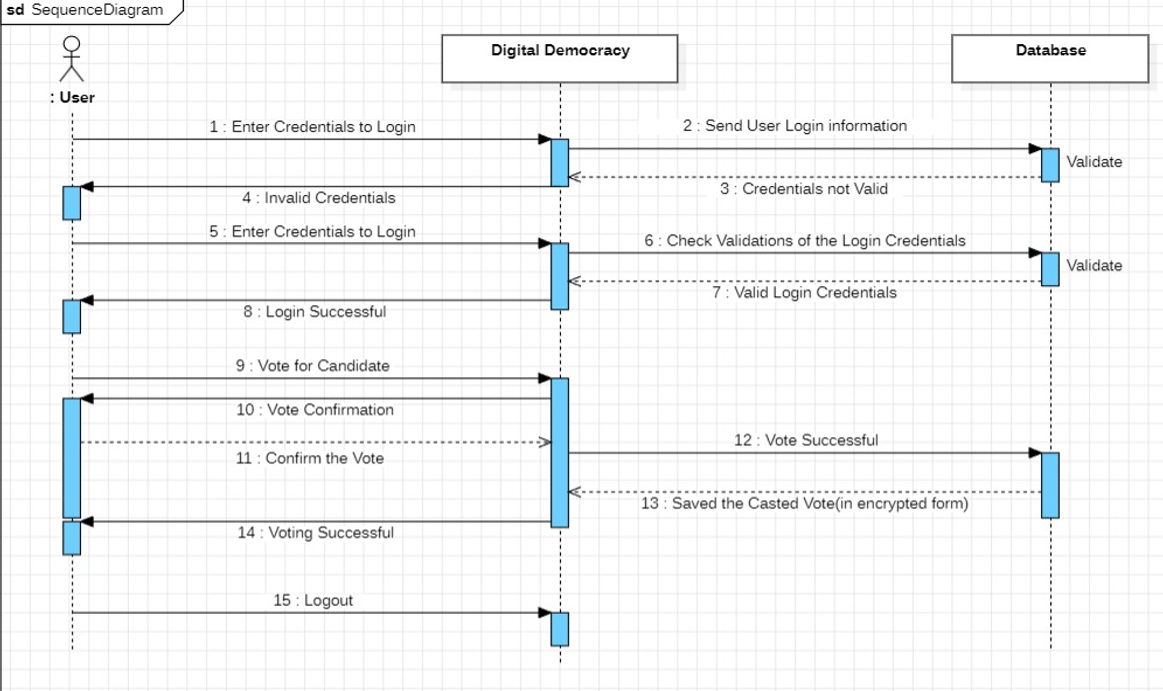 sd SequenceDiagram
Digital Democracy
Database
: User
1 : Enter Credentials to Login
2 : Send User Login information
Validate
3 : Credentials not Valid
4 : Invalid Credentials
5 : Enter Credentials to Login
6 : Check Validations of the Login Credentials
Validate
7 : Valid Login Credentials
8 : Login Successful
9 : Vote for Candidate
10 : Vote Confirmation
11 : Confirm the Vote
12 : Vote Successful
13 : Saved the Casted Vote(in encrypted form)
14 : Voting Successful
15 : Logout